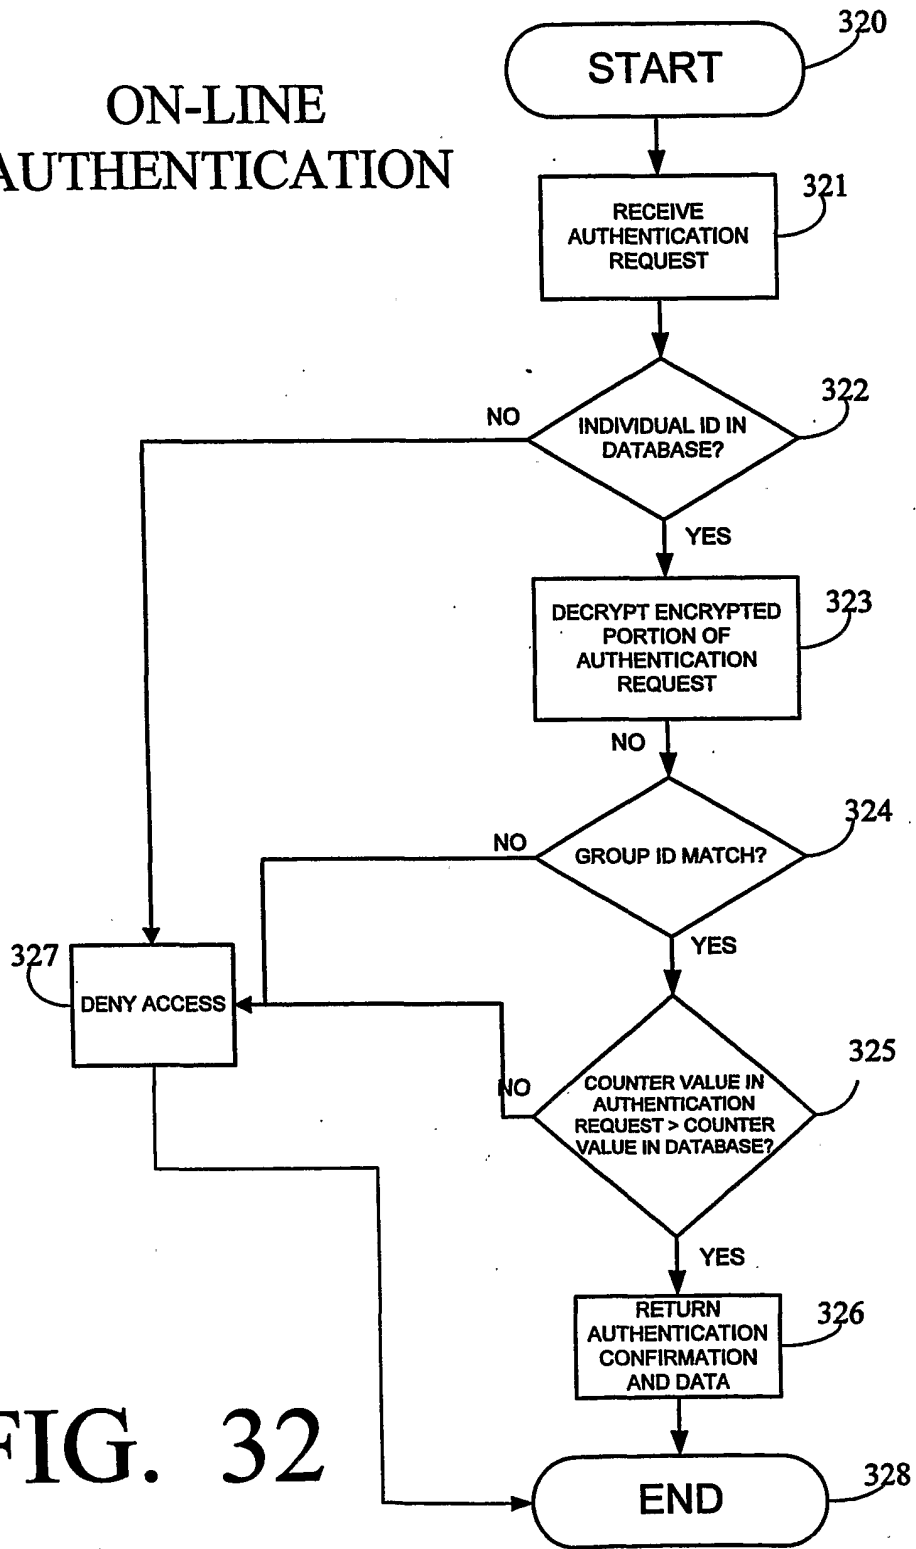 320
START
ON-LINE
AUTHENTICATION
321
RECEIVE
AUTHENTICATION
REQUEST
322
NO
INDIVIDUAL ID IN
DATABASE?
YES
323
DECRYPT ENCRYPTED
PORTION OF
AUTHENTICATION
REQUEST
NO
324
NO
GROUP ID MATCH?
YES
327
DENY ACCESS
325
NO
COUNTER VALUE IN
AUTHENTICATION
REQUEST > COUNTER
VALUE IN DATABASE?
YES
326
RETURN
AUTHENTICATION
CONFIRMATION
AND DATA
FIG. 32
328
END